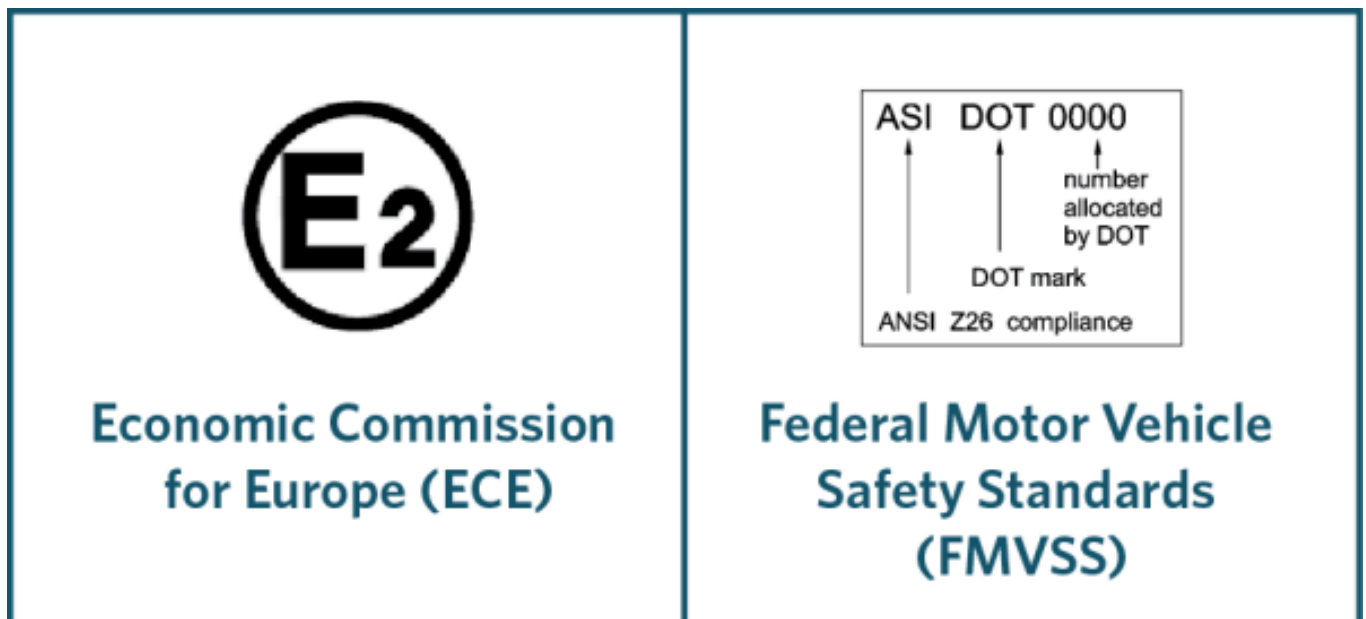 E2
Economic Commission
for Europe (ECE)
ASI DOT 0000
number
allocated
by DOT
DOT mark
ANSI Z26 compliance
Federal Motor Vehicle
Safety Standards
(FMVSS)